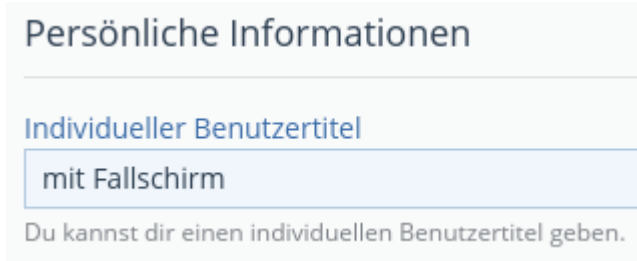 Persönliche Informationen
Individueller Benutzertitel
mit Fallschirm
Du kannst dir einen individuellen Benutzertitel geben.